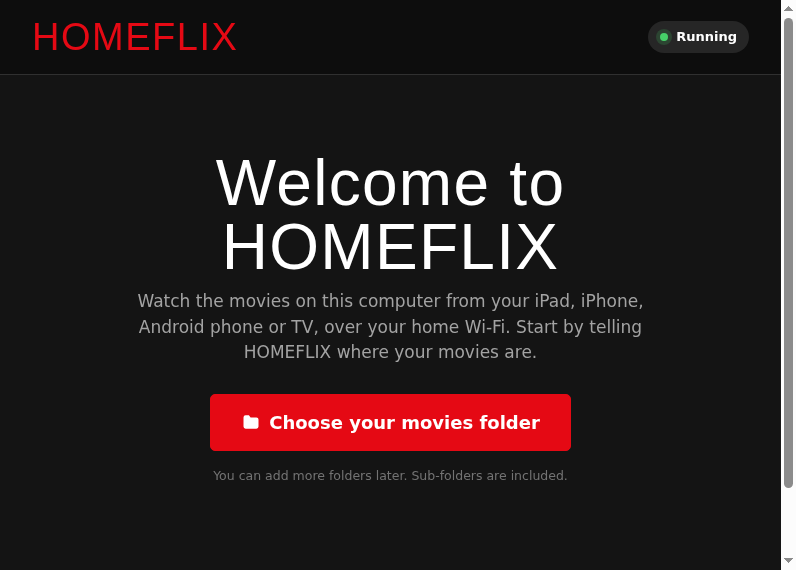 HOMEFLIX
Running
Welcome to
HOMEFLIX
Watch the movies on this computer from your iPad, iPhone,
Android phone or TV, over your home Wi-Fi. Start by telling
HOMEFLIX where your movies are.
Choose your movies folder
You can add more folders later. Sub-folders are included.